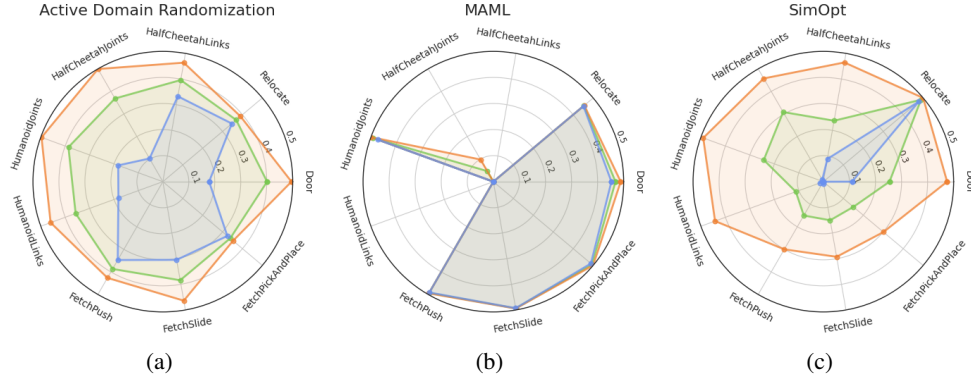 Active Domain Randomization
HalfCheetahLinks
HalfCheetahJoints
Relocate
HumanoidJoints
0.1
0.2
0.3
0.4
0.5
Door
HumanoidLinks
FetchPickAndPlace
FetchPush
FetchSlide
(a)
MAML
HalfCheetahLinks
HalfCheetahJoints
Relocate
HumanoidJoints
0.1
0.2
0.3
0.4
0.5
Door
HumanoidLinks
FetchPickAndPlace
FetchPush
FetchSlide
(b)
SimOpt
HalfCheetahLinks
HalfCheetahJoints
Relocate
HumanoidJoints
0.1
0.2
0.3
0.4
0.5
Door
HumanoidLinks
FetchPickAndPlace
FetchPush
FetchSlide
(c)